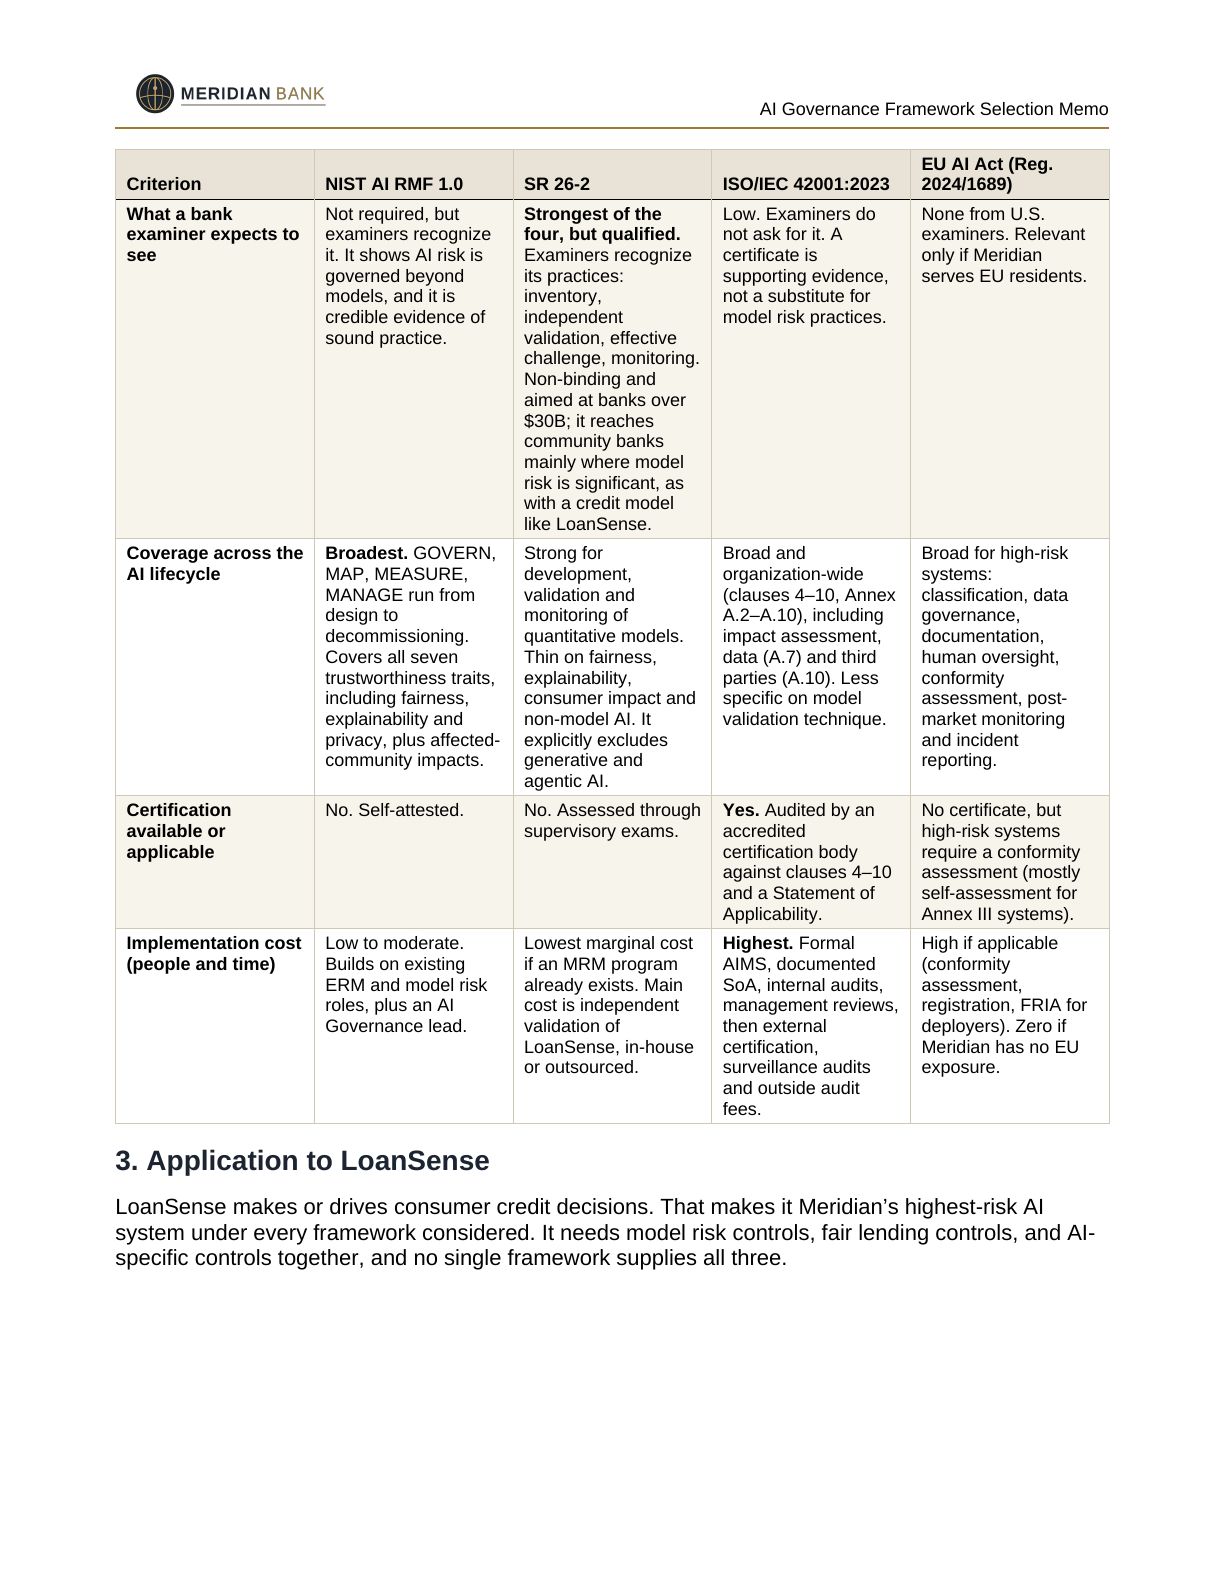 MERIDIAN BANK
AI Governance Framework Selection Memo
Criterion
NIST AI RMF 1.0
SR 26-2
ISO/IEC 42001:2023
EU AI Act (Reg.
2024/1689)
What a bank
examiner expects to
see
Not required, but
examiners recognize
it. It shows AI risk is
governed beyond
models, and it is
credible evidence of
sound practice.
Strongest of the
four, but qualified.
Examiners recognize
its practices:
inventory,
independent
validation, effective
challenge, monitoring.
Non-binding and
aimed at banks over
$30B; it reaches
community banks
mainly where model
risk is significant, as
with a credit model
like LoanSense.
Low. Examiners do
not ask for it. A
certificate is
supporting evidence,
not a substitute for
model risk practices.
None from U.S.
examiners. Relevant
only if Meridian
serves EU residents.
Coverage across the
AI lifecycle
Broadest. GOVERN,
MAP, MEASURE,
MANAGE run from
design to
decommissioning.
Covers all seven
trustworthiness traits,
including fairness,
explainability and
privacy, plus affected-
community impacts.
Strong for
development,
validation and
monitoring of
quantitative models.
Thin on fairness,
explainability,
consumer impact and
non-model AI. It
explicitly excludes
generative and
agentic AI.
Broad and
organization-wide
(clauses 4–10, Annex
A.2–A.10), including
impact assessment,
data (A.7) and third
parties (A.10). Less
specific on model
validation technique.
Broad for high-risk
systems:
classification, data
governance,
documentation,
human oversight,
conformity
assessment, post-
market monitoring
and incident
reporting.
Certification
available or
applicable
No. Self-attested.
No. Assessed through
supervisory exams.
Yes. Audited by an
accredited
certification body
against clauses 4–10
and a Statement of
Applicability.
No certificate, but
high-risk systems
require a conformity
assessment (mostly
self-assessment for
Annex III systems).
Implementation cost
(people and time)
Low to moderate.
Builds on existing
ERM and model risk
roles, plus an AI
Governance lead.
Lowest marginal cost
if an MRM program
already exists. Main
cost is independent
validation of
LoanSense, in-house
or outsourced.
Highest. Formal
AIMS, documented
SoA, internal audits,
management reviews,
then external
certification,
surveillance audits
and outside audit
fees.
High if applicable
(conformity
assessment,
registration, FRIA for
deployers). Zero if
Meridian has no EU
exposure.
3. Application to LoanSense
LoanSense makes or drives consumer credit decisions. That makes it Meridian’s highest-risk AI
system under every framework considered. It needs model risk controls, fair lending controls, and AI-
specific controls together, and no single framework supplies all three.